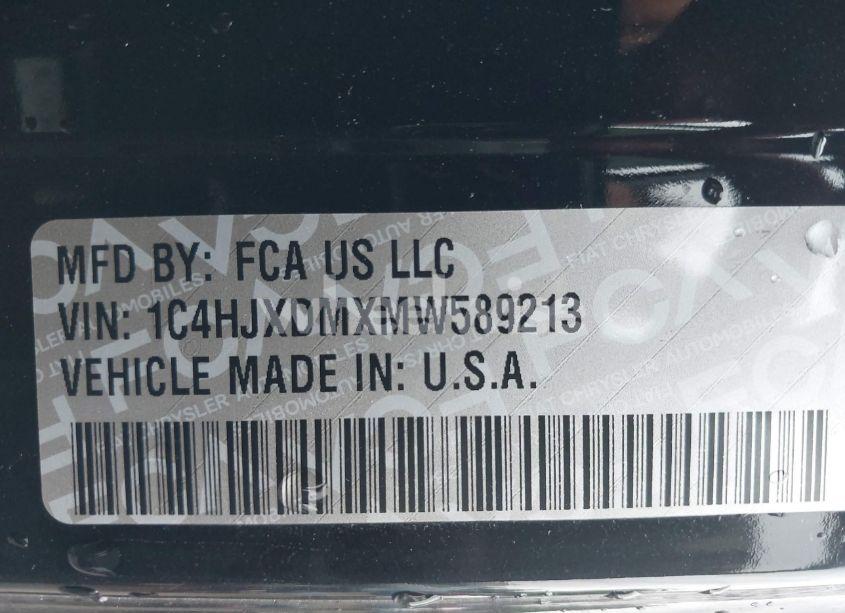 MFD BY: FCA US LLC
VIN: 1C4HJXDMXMW589213
VEHICLE MADE IN: U.S.A.